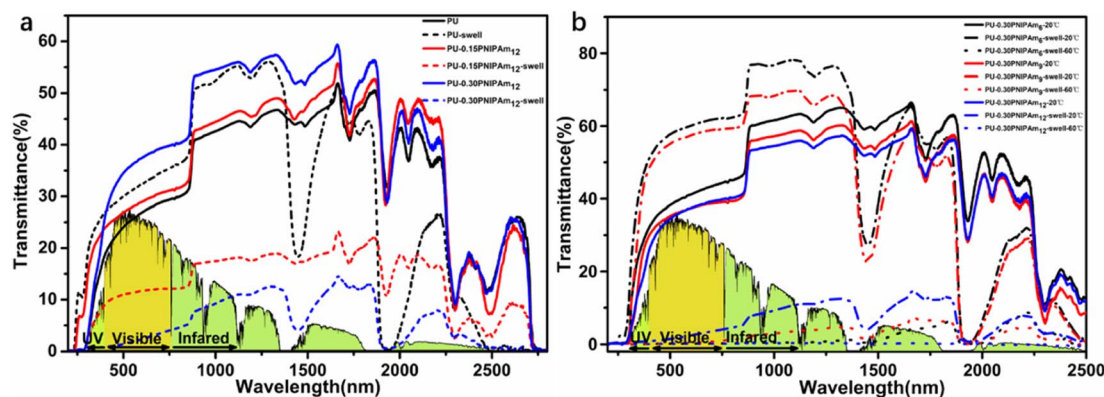 a
PU
PU-swell
PU-0.15PNIPAm12
PU-0.15PNIPAm12-swell
PU-0.30PNIPAm12
PU-0.30PNIPAm12-swell
60
50
40
30
20
10
0
Transmittance(%)
UV Visible Infared
500 1000 1500 2000 2500
Wavelength(nm)
b
PU-0.30PNIPAm6-20℃
PU-0.30PNIPAm6-swell-20℃
PU-0.30PNIPAm6-swell-60℃
PU-0.30PNIPAm9-20℃
PU-0.30PNIPAm9-swell-20℃
PU-0.30PNIPAm9-swell-60℃
PU-0.30PNIPAm12-20℃
PU-0.30PNIPAm12-swell-20℃
PU-0.30PNIPAm12-swell-60℃
80
60
40
20
0
Transmittance(%)
UV Visible Infared
500 1000 1500 2000 2500
Wavelength(nm)